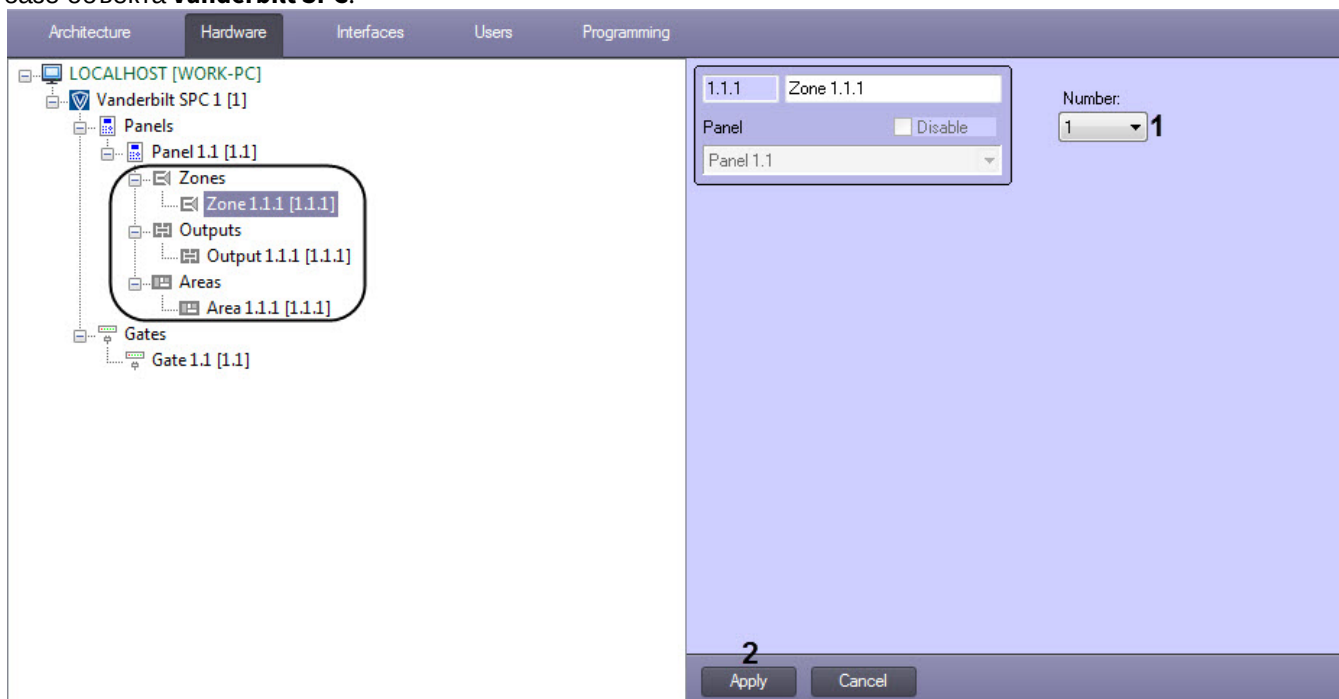 объекта Vanderbilt SPC.
Architecture Hardware Interfaces Users Programming
LOCALHOST [WORK-PC]
Vanderbilt SPC 1 [1]
Panels
Panel 1.1 [1.1]
Zones
Zone 1.1.1 [1.1.1]
Outputs
Output 1.1.1 [1.1.1]
Areas
Area 1.1.1 [1.1.1]
Gates
Gate 1.1 [1.1]
1.1.1 Zone 1.1.1
Panel Disable
Panel 1.1
Number:
1 1
2
Apply Cancel